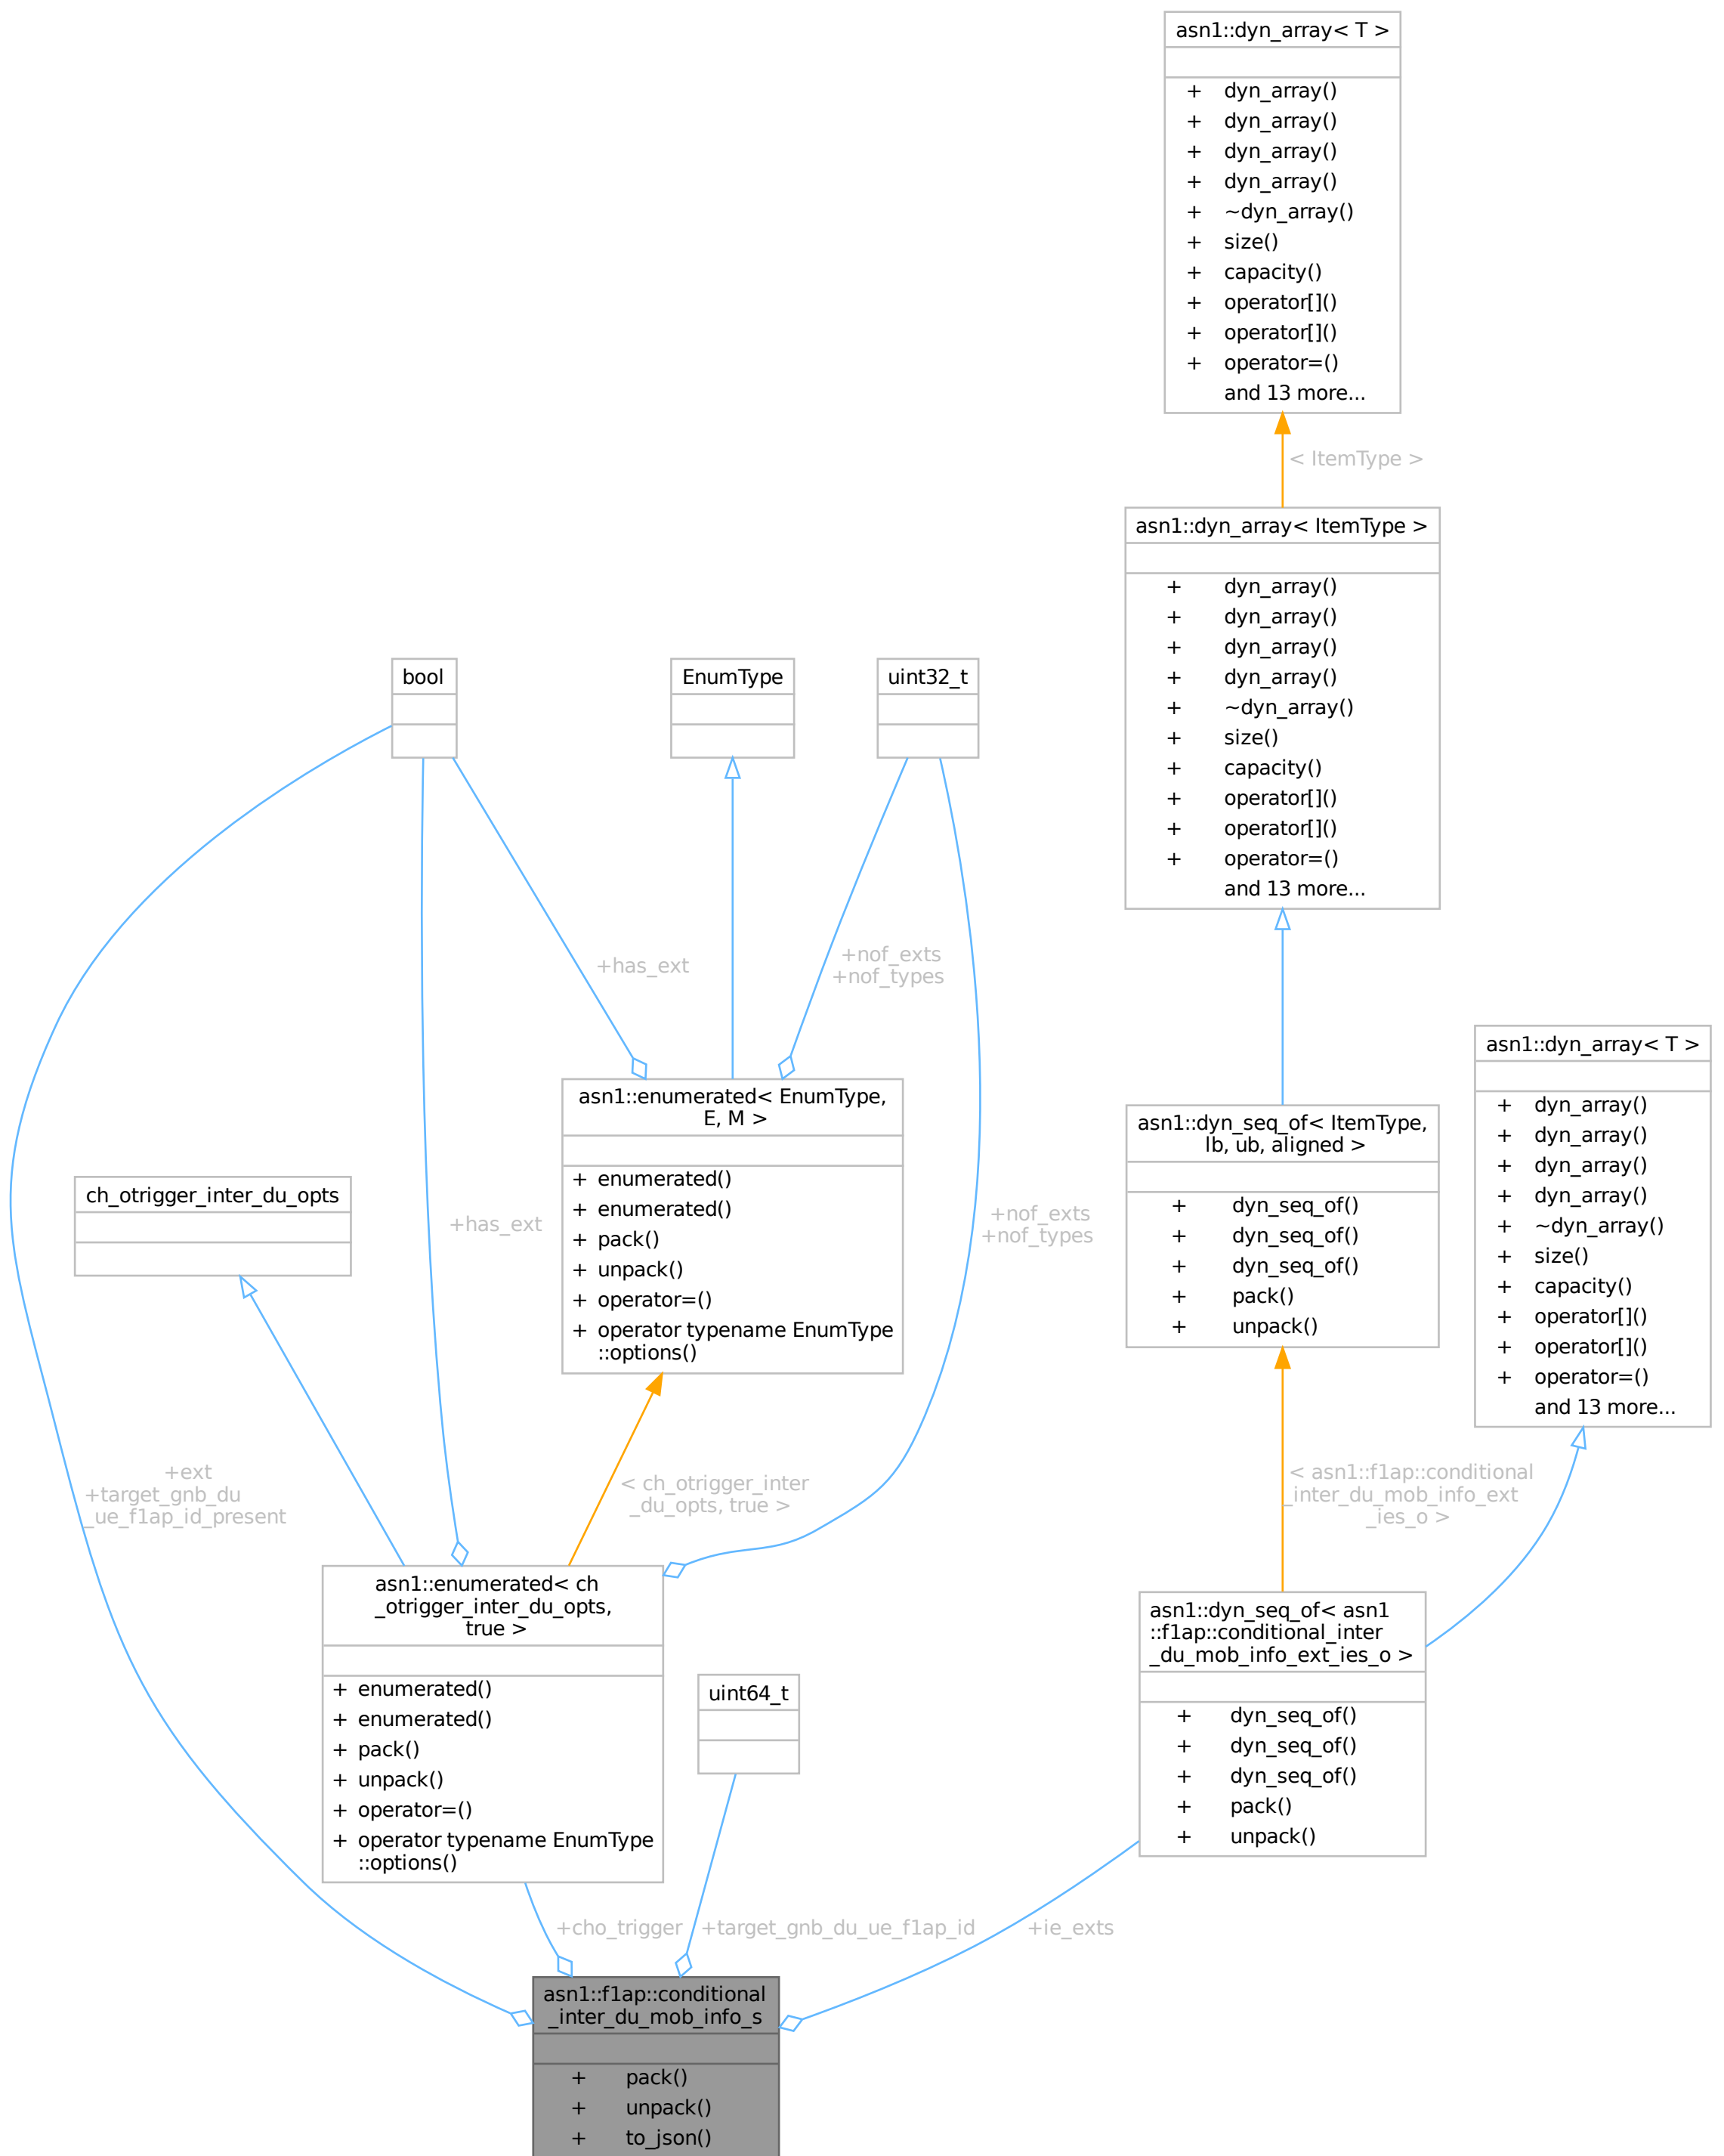 asn1::dyn_array< T >
+ dyn_array()
+ dyn_array()
+ dyn_array()
+ dyn_array()
+ ~dyn_array()
+ size()
+ capacity()
+ operator[]()
+ operator[]()
+ operator=()
and 13 more...
< ItemType >
asn1::dyn_array< ItemType >
+ dyn_array()
+ dyn_array()
+ dyn_array()
+ dyn_array()
+ ~dyn_array()
+ size()
+ capacity()
+ operator[]()
+ operator[]()
+ operator=()
and 13 more...
bool
EnumType
uint32_t
+has_ext
+nof_exts
+nof_types
asn1::enumerated< EnumType,
E, M >
+ enumerated()
+ enumerated()
+ pack()
+ unpack()
+ operator=()
+ operator typename EnumType
::options()
asn1::dyn_seq_of< ItemType,
lb, ub, aligned >
+ dyn_seq_of()
+ dyn_seq_of()
+ dyn_seq_of()
+ pack()
+ unpack()
asn1::dyn_array< T >
+ dyn_array()
+ dyn_array()
+ dyn_array()
+ dyn_array()
+ ~dyn_array()
+ size()
+ capacity()
+ operator[]()
+ operator[]()
+ operator=()
and 13 more...
ch_otrigger_inter_du_opts
+has_ext
+nof_exts
+nof_types
+ext
+target_gnb_du
_ue_f1ap_id_present
< ch_otrigger_inter
_du_opts, true >
< asn1::f1ap::conditional
_inter_du_mob_info_ext
_ies_o >
asn1::enumerated< ch
_otrigger_inter_du_opts,
true >
+ enumerated()
+ enumerated()
+ pack()
+ unpack()
+ operator=()
+ operator typename EnumType
::options()
uint64_t
asn1::dyn_seq_of< asn1
::f1ap::conditional_inter
_du_mob_info_ext_ies_o >
+ dyn_seq_of()
+ dyn_seq_of()
+ dyn_seq_of()
+ pack()
+ unpack()
+cho_trigger
+target_gnb_du_ue_f1ap_id
+ie_exts
asn1::f1ap::conditional
_inter_du_mob_info_s
+ pack()
+ unpack()
+ to_json()